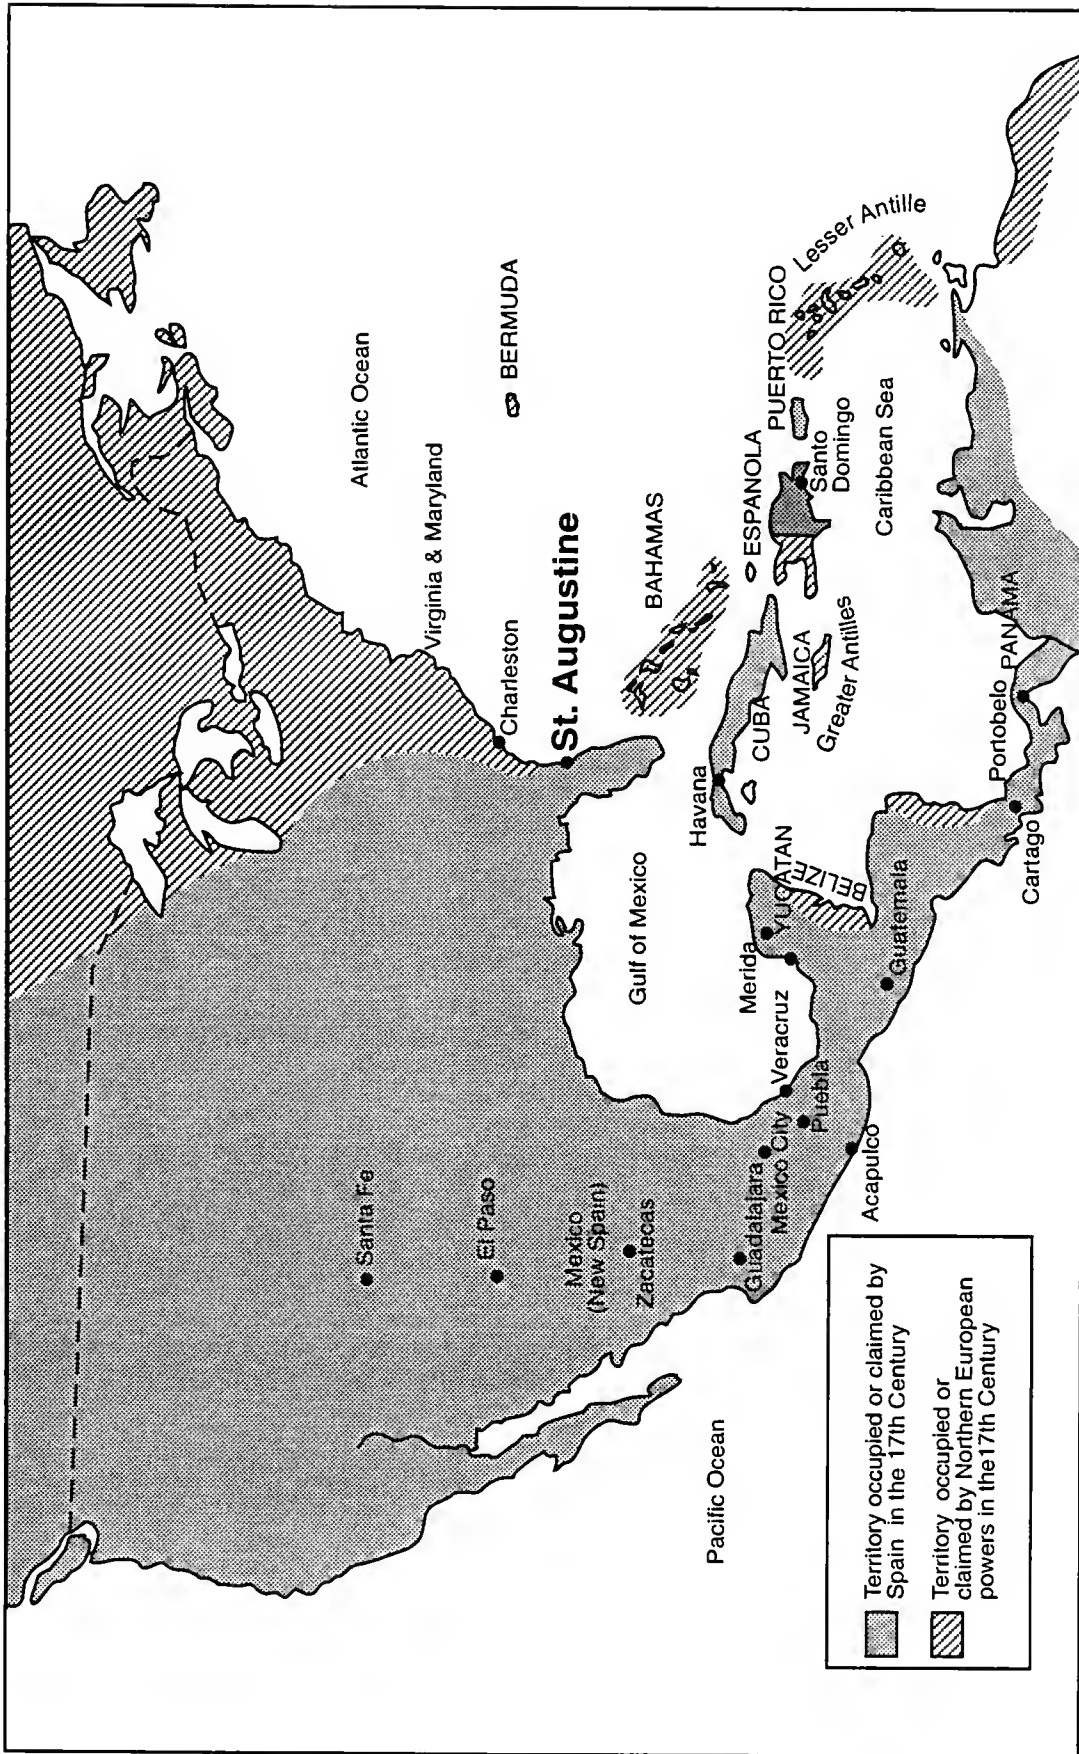 Atlantic Ocean
BERMUDA
Virginia & Maryland
Charleston
St. Augustine
BAHAMAS
Santa Fe
El Paso
Mexico
(New Spain)
Zacatecas
Gulf of Mexico
Havana
CUBA
ESPANOLA
PUERTO RICO
Lesser Antille
Santo
Domingo
JAMAICA
Greater Antilles
Caribbean Sea
Guadalajara
Mexico City
Veracruz
Puebla
Merida
YUCATAN
BELIZE
Acapulco
Guatemala
Cartago
Portobelo
PANAMA
Pacific Ocean
Territory occupied or claimed by
Spain in the 17th Century
Territory occupied or
claimed by Northern European
powers in the17th Century